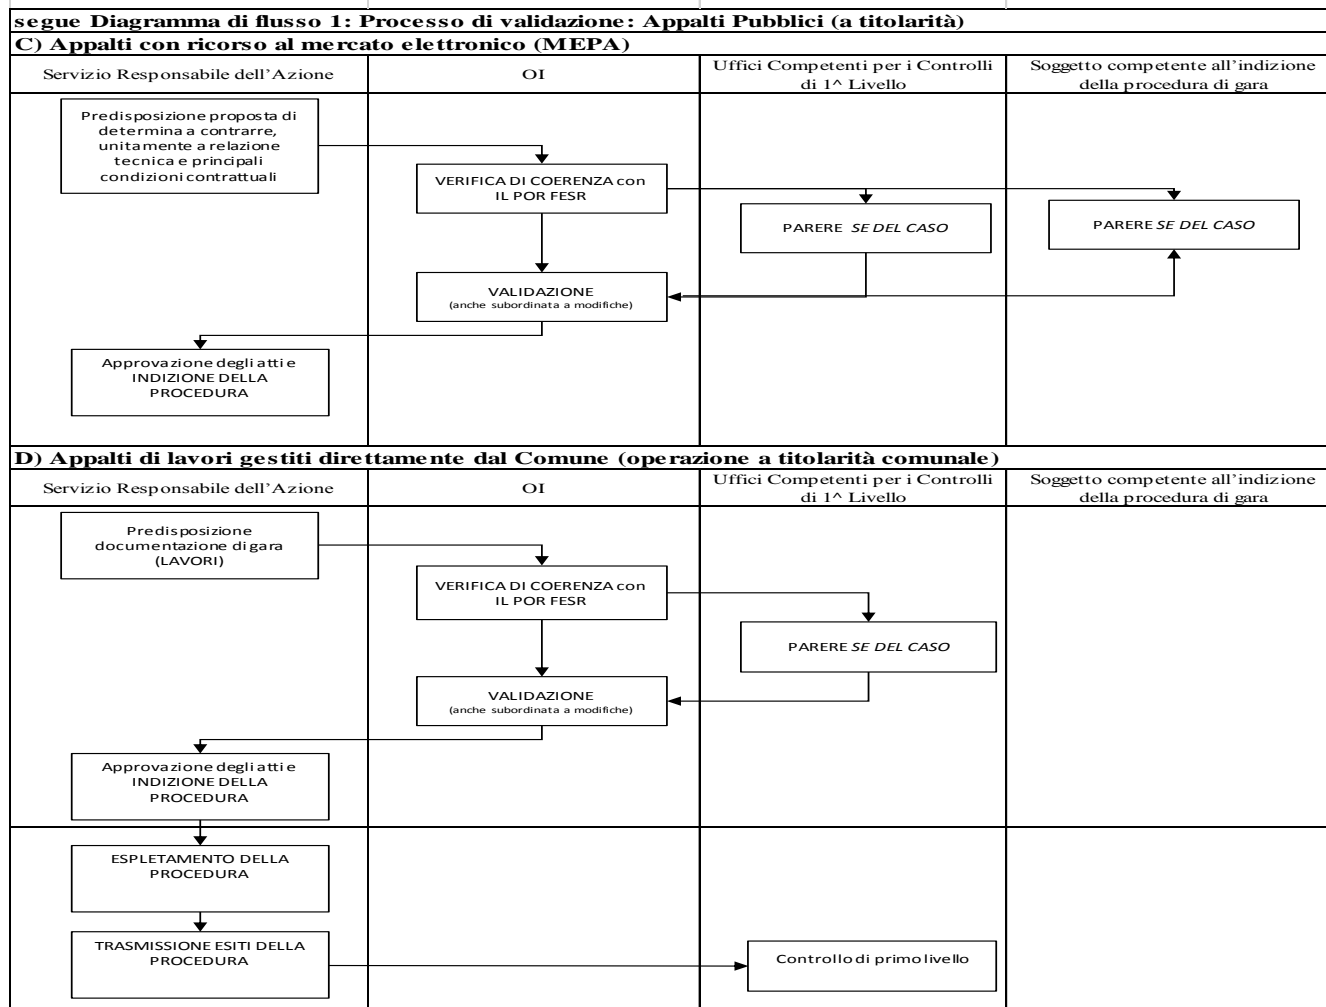 segue Diagramma di flusso 1: Processo di validazione: Appalti Pubblici (a titolarità)
C) Appalti con ricorso al mercato elettronico (MEPA)
Servizio Responsabile dell'Azione
OI
Uffici Competenti per i Controlli
di 1^ Livello
Soggetto competente all'indizione
della procedura di gara
Predisposizione proposta di
determina a contrarre,
unitamente a relazione
tecnica e principali
condizioni contrattuali
VERIFICA DI COERENZA con
IL POR FESR
PARERE SE DEL CASO
PARERE SE DEL CASO
VALIDAZIONE
(anche subordinata a modifiche)
Approvazione degli atti e
INDIZIONE DELLA
PROCEDURA
D) Appalti di lavori gestiti direttamente dal Comune (operazione a titolarità comunale)
Servizio Responsabile dell'Azione
OI
Uffici Competenti per i Controlli
di 1^ Livello
Soggetto competente all'indizione
della procedura di gara
Predisposizione
documentazione di gara
(LAVORI)
VERIFICA DI COERENZA con
IL POR FESR
PARERE SE DEL CASO
VALIDAZIONE
(anche subordinata a modifiche)
Approvazione degli atti e
INDIZIONE DELLA
PROCEDURA
ESPLETAMENTO DELLA
PROCEDURA
TRASMISSIONE ESITI DELLA
PROCEDURA
Controllo di primo livello